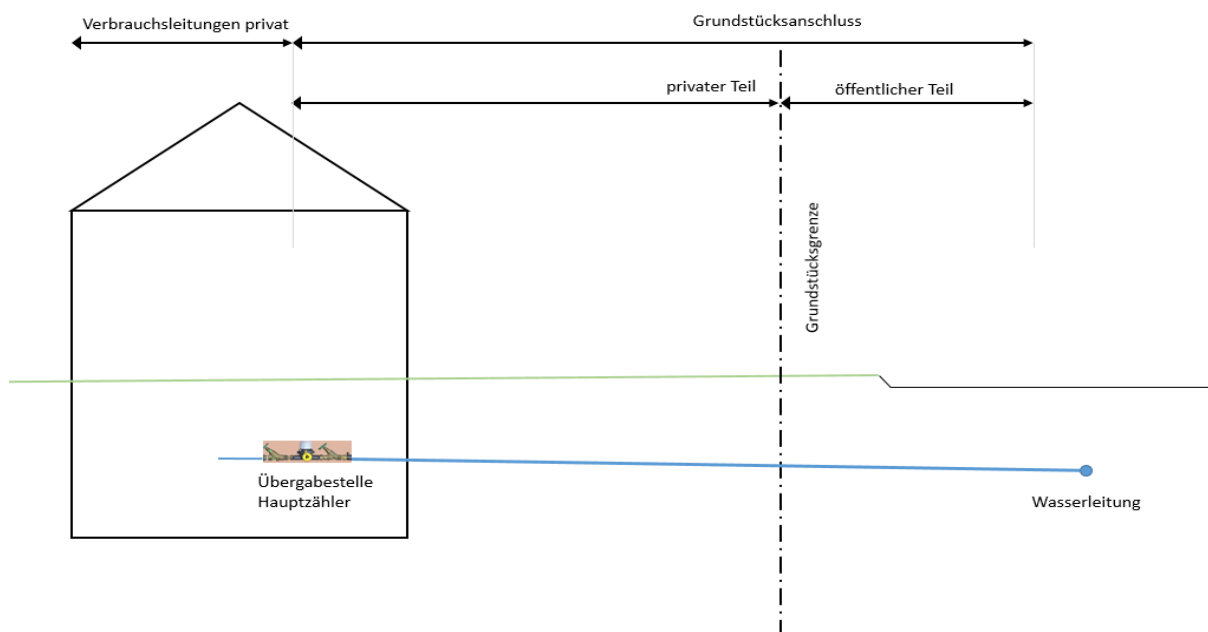 Verbrauchsleitungen privat
Grundstücksanschluss
privater Teil
öffentlicher Teil
Grundstücksgrenze
Übergabestelle
Hauptzähler
Wasserleitung